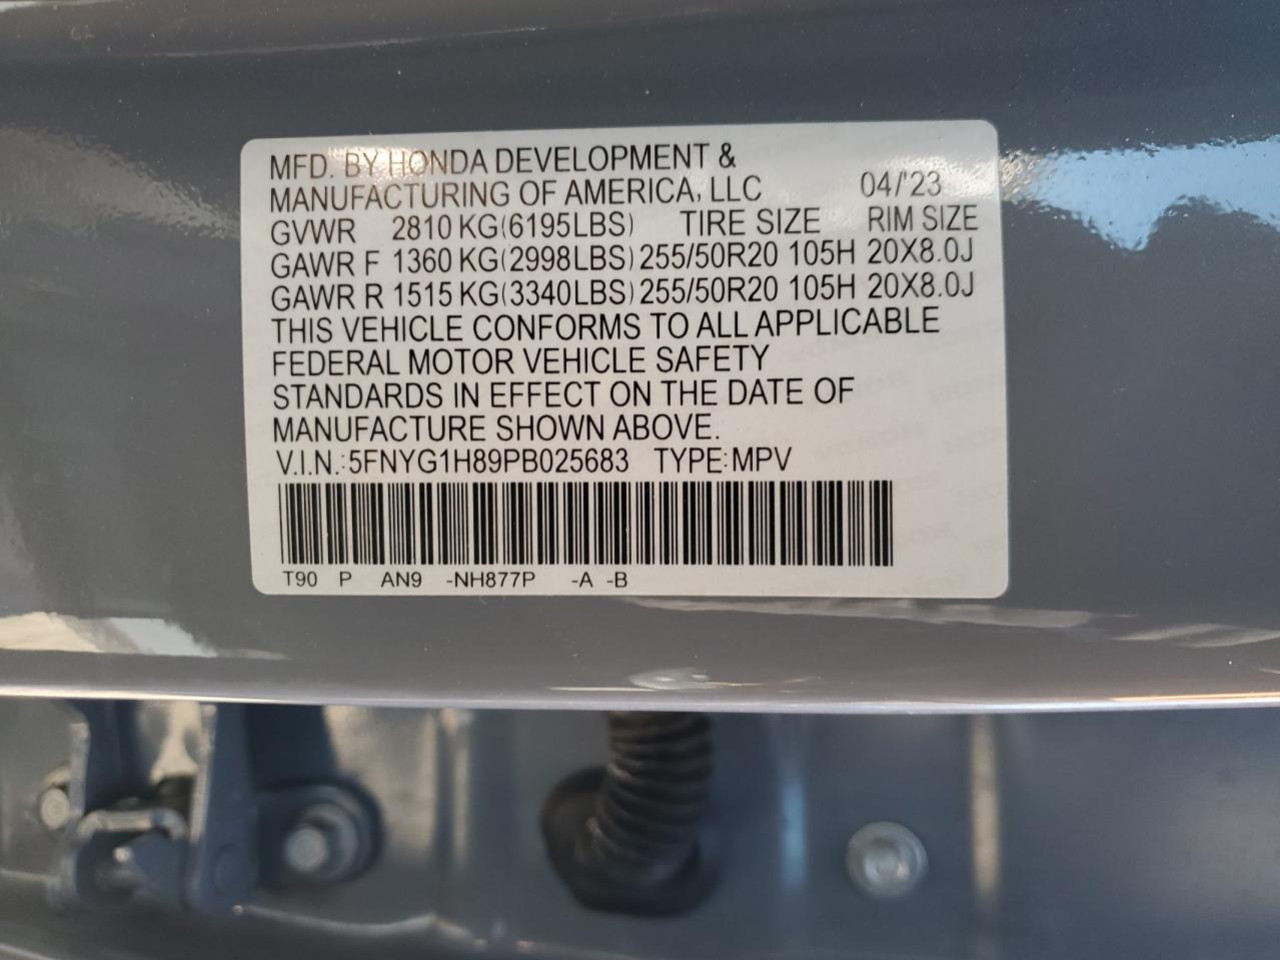 MFD. BY HONDA DEVELOPMENT &
MANUFACTURING OF AMERICA, LLC 04/'23
GVWR 2810 KG(6195LBS) TIRE SIZE RIM SIZE
GAWR F 1360 KG(2998LBS) 255/50R20 105H 20X8.0J
GAWR R 1515 KG(3340LBS) 255/50R20 105H 20X8.0J
THIS VEHICLE CONFORMS TO ALL APPLICABLE
FEDERAL MOTOR VEHICLE SAFETY
STANDARDS IN EFFECT ON THE DATE OF
MANUFACTURE SHOWN ABOVE.
V.I.N.:5FNYG1H89PB025683 TYPE:MPV
T90 P AN9 -NH877P -A -B